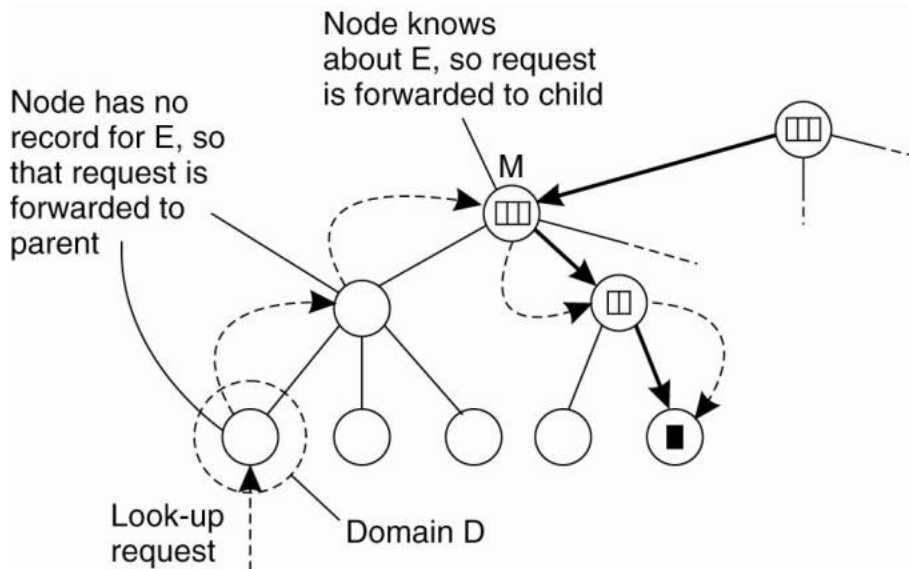 Node knows
about E, so request
is forwarded to child
Node has no
record for E, so
that request is
forwarded to
parent
M
Look-up
request
Domain D